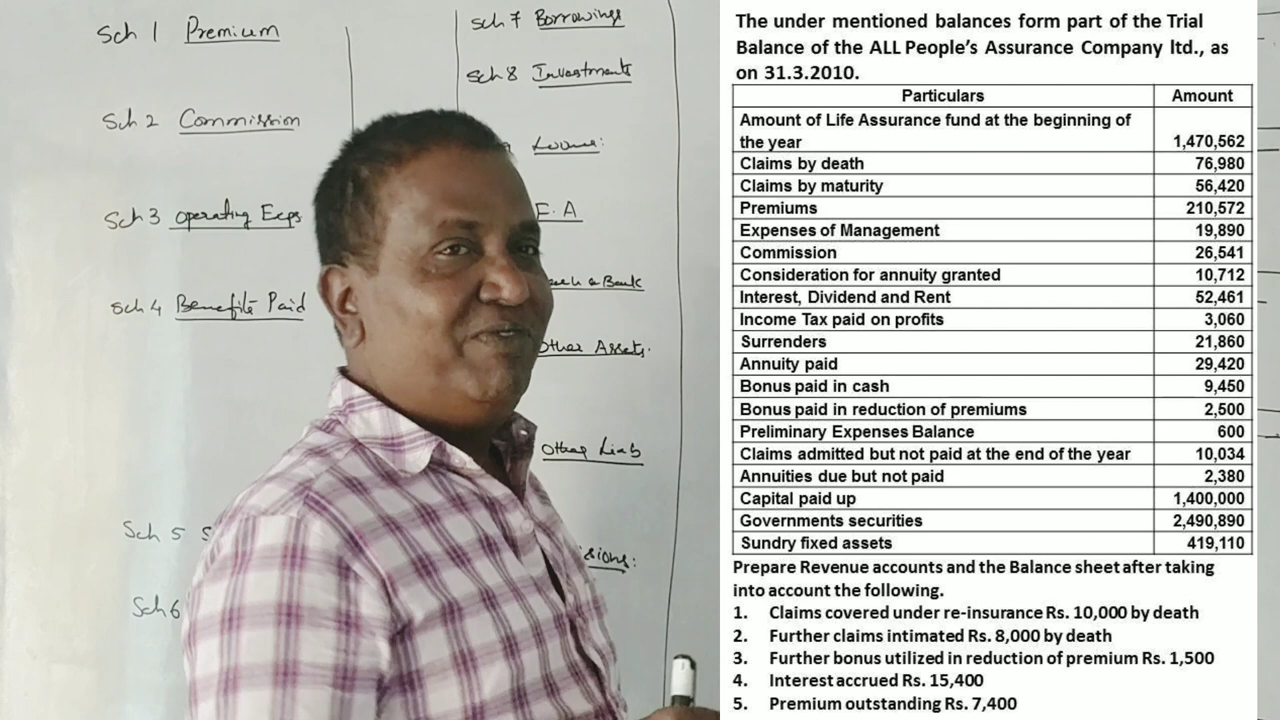 Sch 1 Premium
Sch 2 Commission
Sch 3 operating Exps
Sch 4 Benefits Paid
Sch 5 S
Sch 6
Sch 7 Borrowings
Sch 8 Investments
F.A
& Bank
Other Assets.
Other Liab
The under mentioned balances form part of the Trial
Balance of the ALL People’s Assurance Company ltd., as
on 31.3.2010.
Particulars Amount
Amount of Life Assurance fund at the beginning of
the year 1,470,562
Claims by death 76,980
Claims by maturity 56,420
Premiums 210,572
Expenses of Management 19,890
Commission 26,541
Consideration for annuity granted 10,712
Interest, Dividend and Rent 52,461
Income Tax paid on profits 3,060
Surrenders 21,860
Annuity paid 29,420
Bonus paid in cash 9,450
Bonus paid in reduction of premiums 2,500
Preliminary Expenses Balance 600
Claims admitted but not paid at the end of the year 10,034
Annuities due but not paid 2,380
Capital paid up 1,400,000
Governments securities 2,490,890
Sundry fixed assets 419,110
Prepare Revenue accounts and the Balance sheet after taking
into account the following.
1. Claims covered under re-insurance Rs. 10,000 by death
2. Further claims intimated Rs. 8,000 by death
3. Further bonus utilized in reduction of premium Rs. 1,500
4. Interest accrued Rs. 15,400
5. Premium outstanding Rs. 7,400